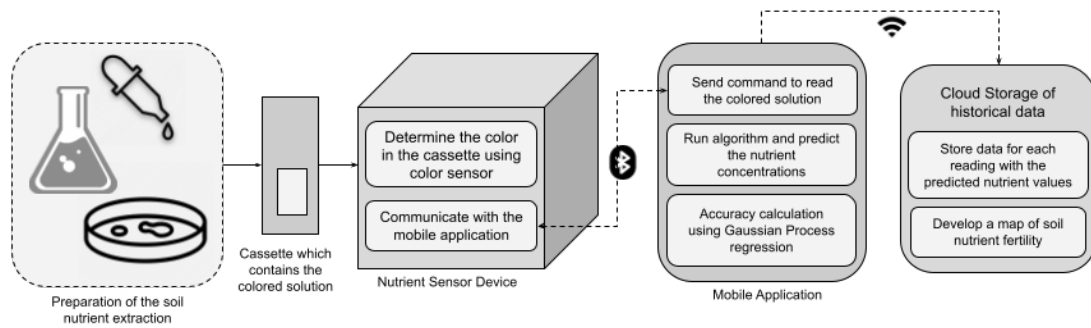 Preparation of the soil
nutrient extraction
Cassette which
contains the
colored solution
Determine the color
in the cassette using
color sensor
Communicate with the
mobile application
Nutrient Sensor Device
Send command to read
the colored solution
Run algorithm and predict
the nutrient
concentrations
Accuracy calculation
using Gaussian Process
regression
Mobile Application
Cloud Storage of
historical data
Store data for each
reading with the
predicted nutrient values
Develop a map of soil
nutrient fertility